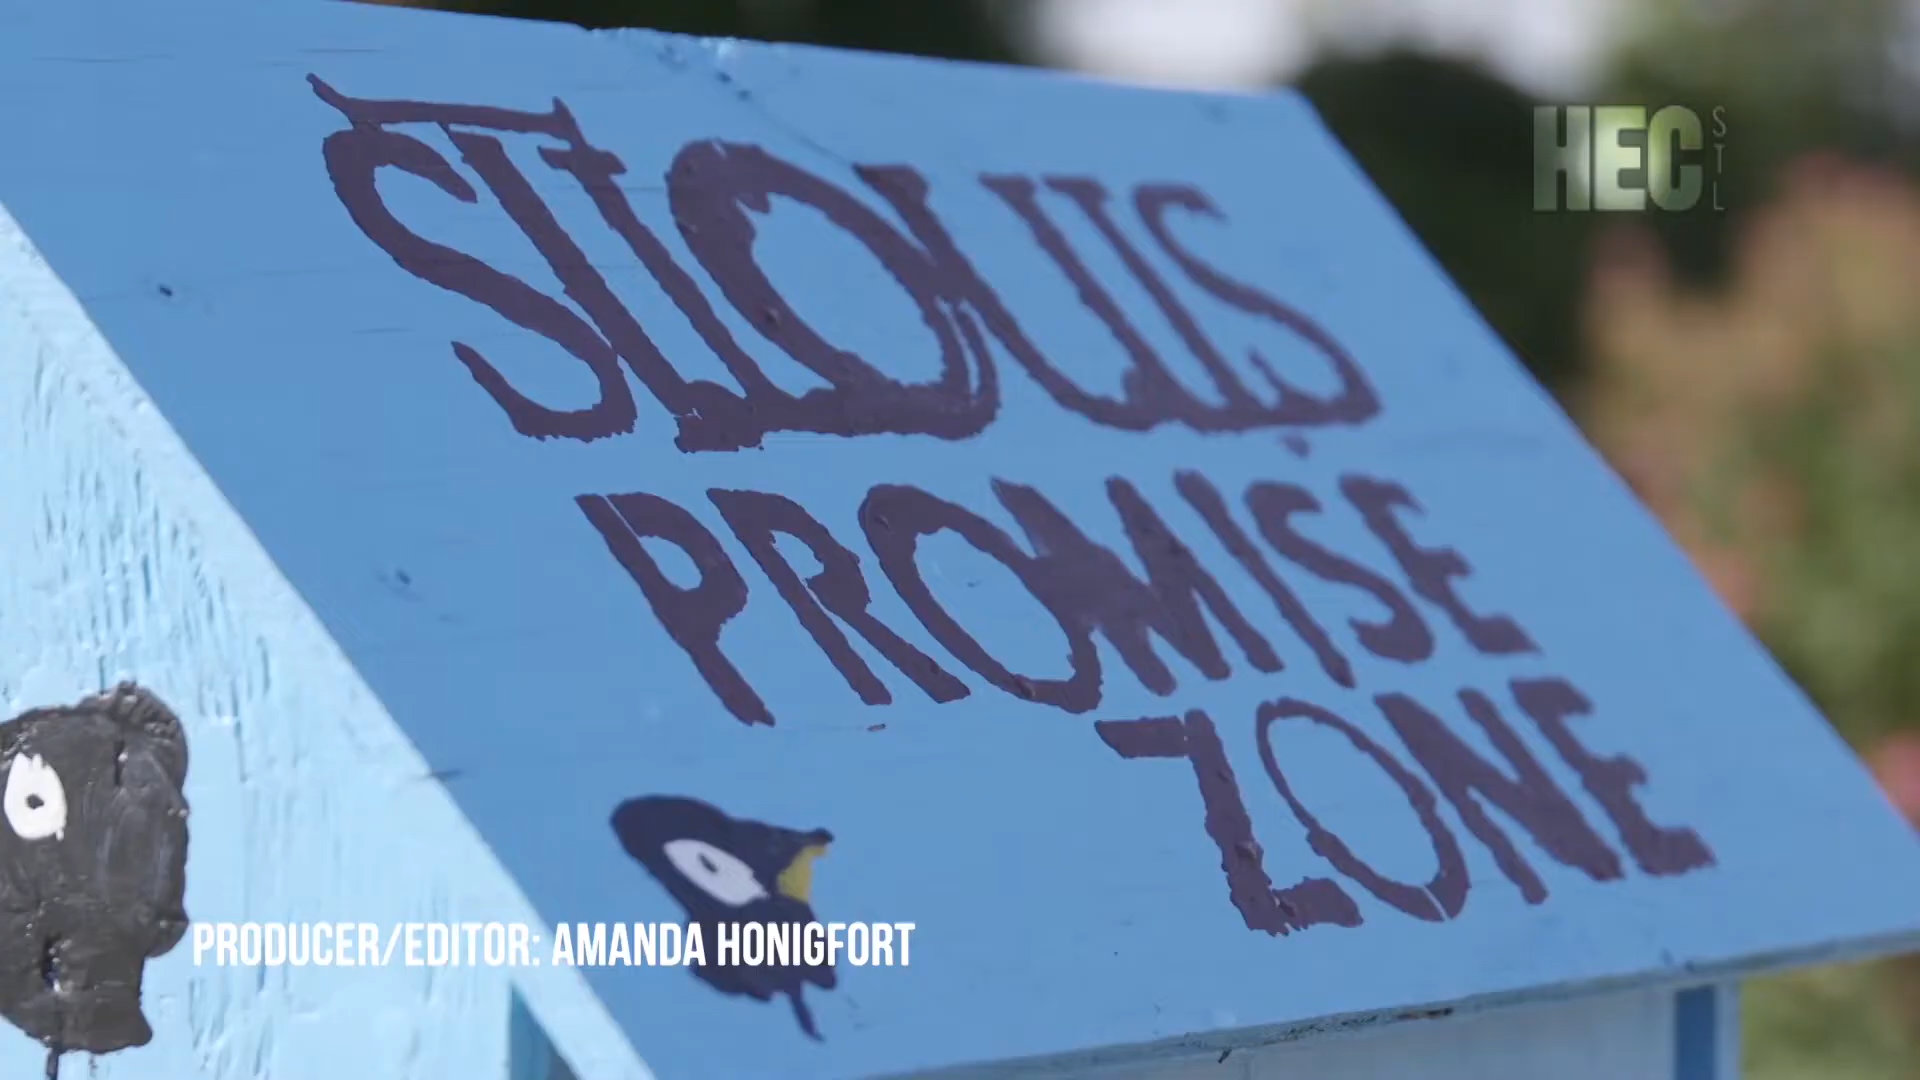 HEC
STL
STLOUIS
PROMISE
ZONE
PRODUCER/EDITOR: AMANDA HONIGFORT